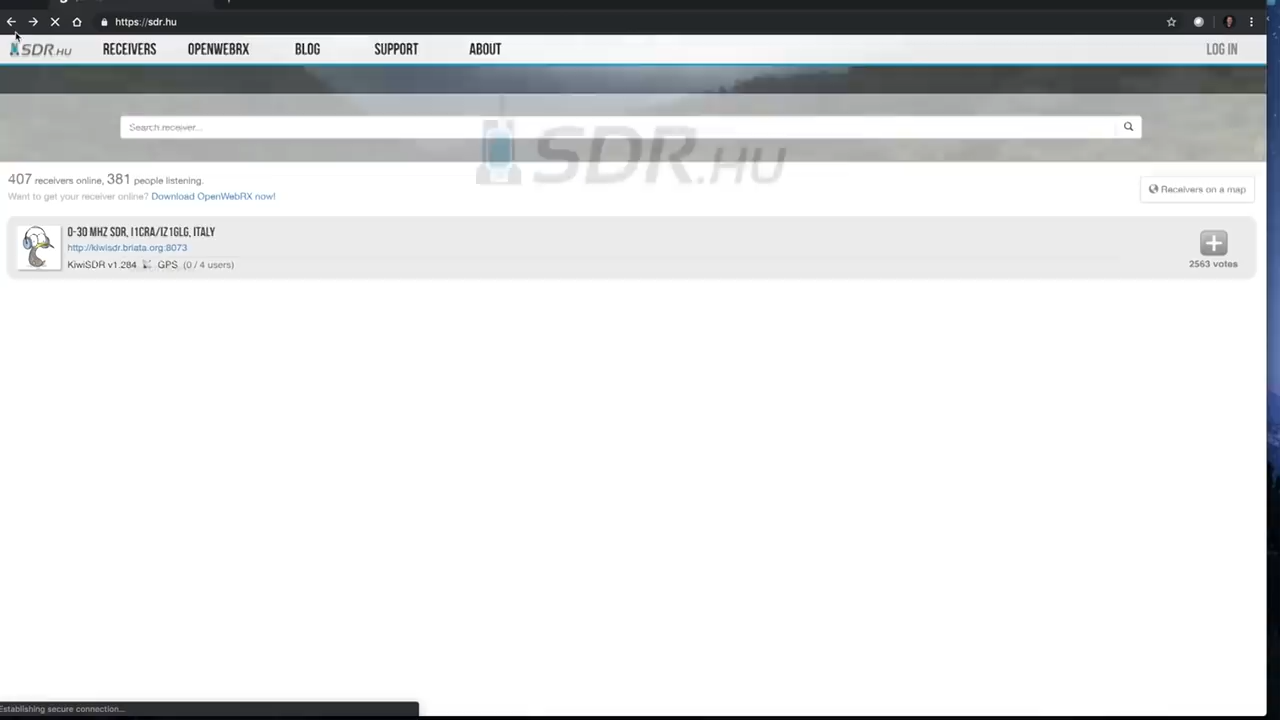 https://sdr.hu
SDR.HU RECEIVERS OPENWEBRX BLOG SUPPORT ABOUT LOG IN
Search receiver...
SDR.HU
407 receivers online, 381 people listening.
Want to get your receiver online? Download OpenWebRX now!
Receivers on a map
0-30 MHZ SDR, I1CRA/IZ1GLG, ITALY
http://kiwisdr.briata.org:8073
KiwiSDR v1.284 GPS (0 / 4 users)
2563 votes
Establishing secure connection...